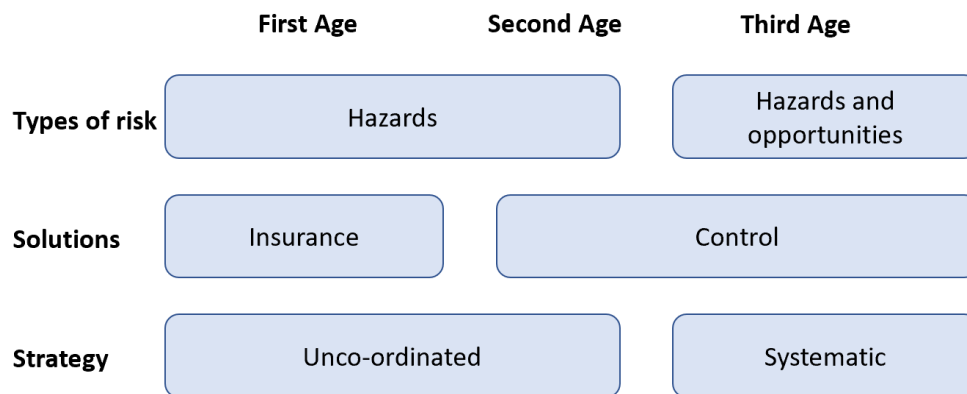 First Age Second Age Third Age
Types of risk Hazards Hazards and
opportunities
Solutions Insurance Control
Strategy Unco-ordinated Systematic